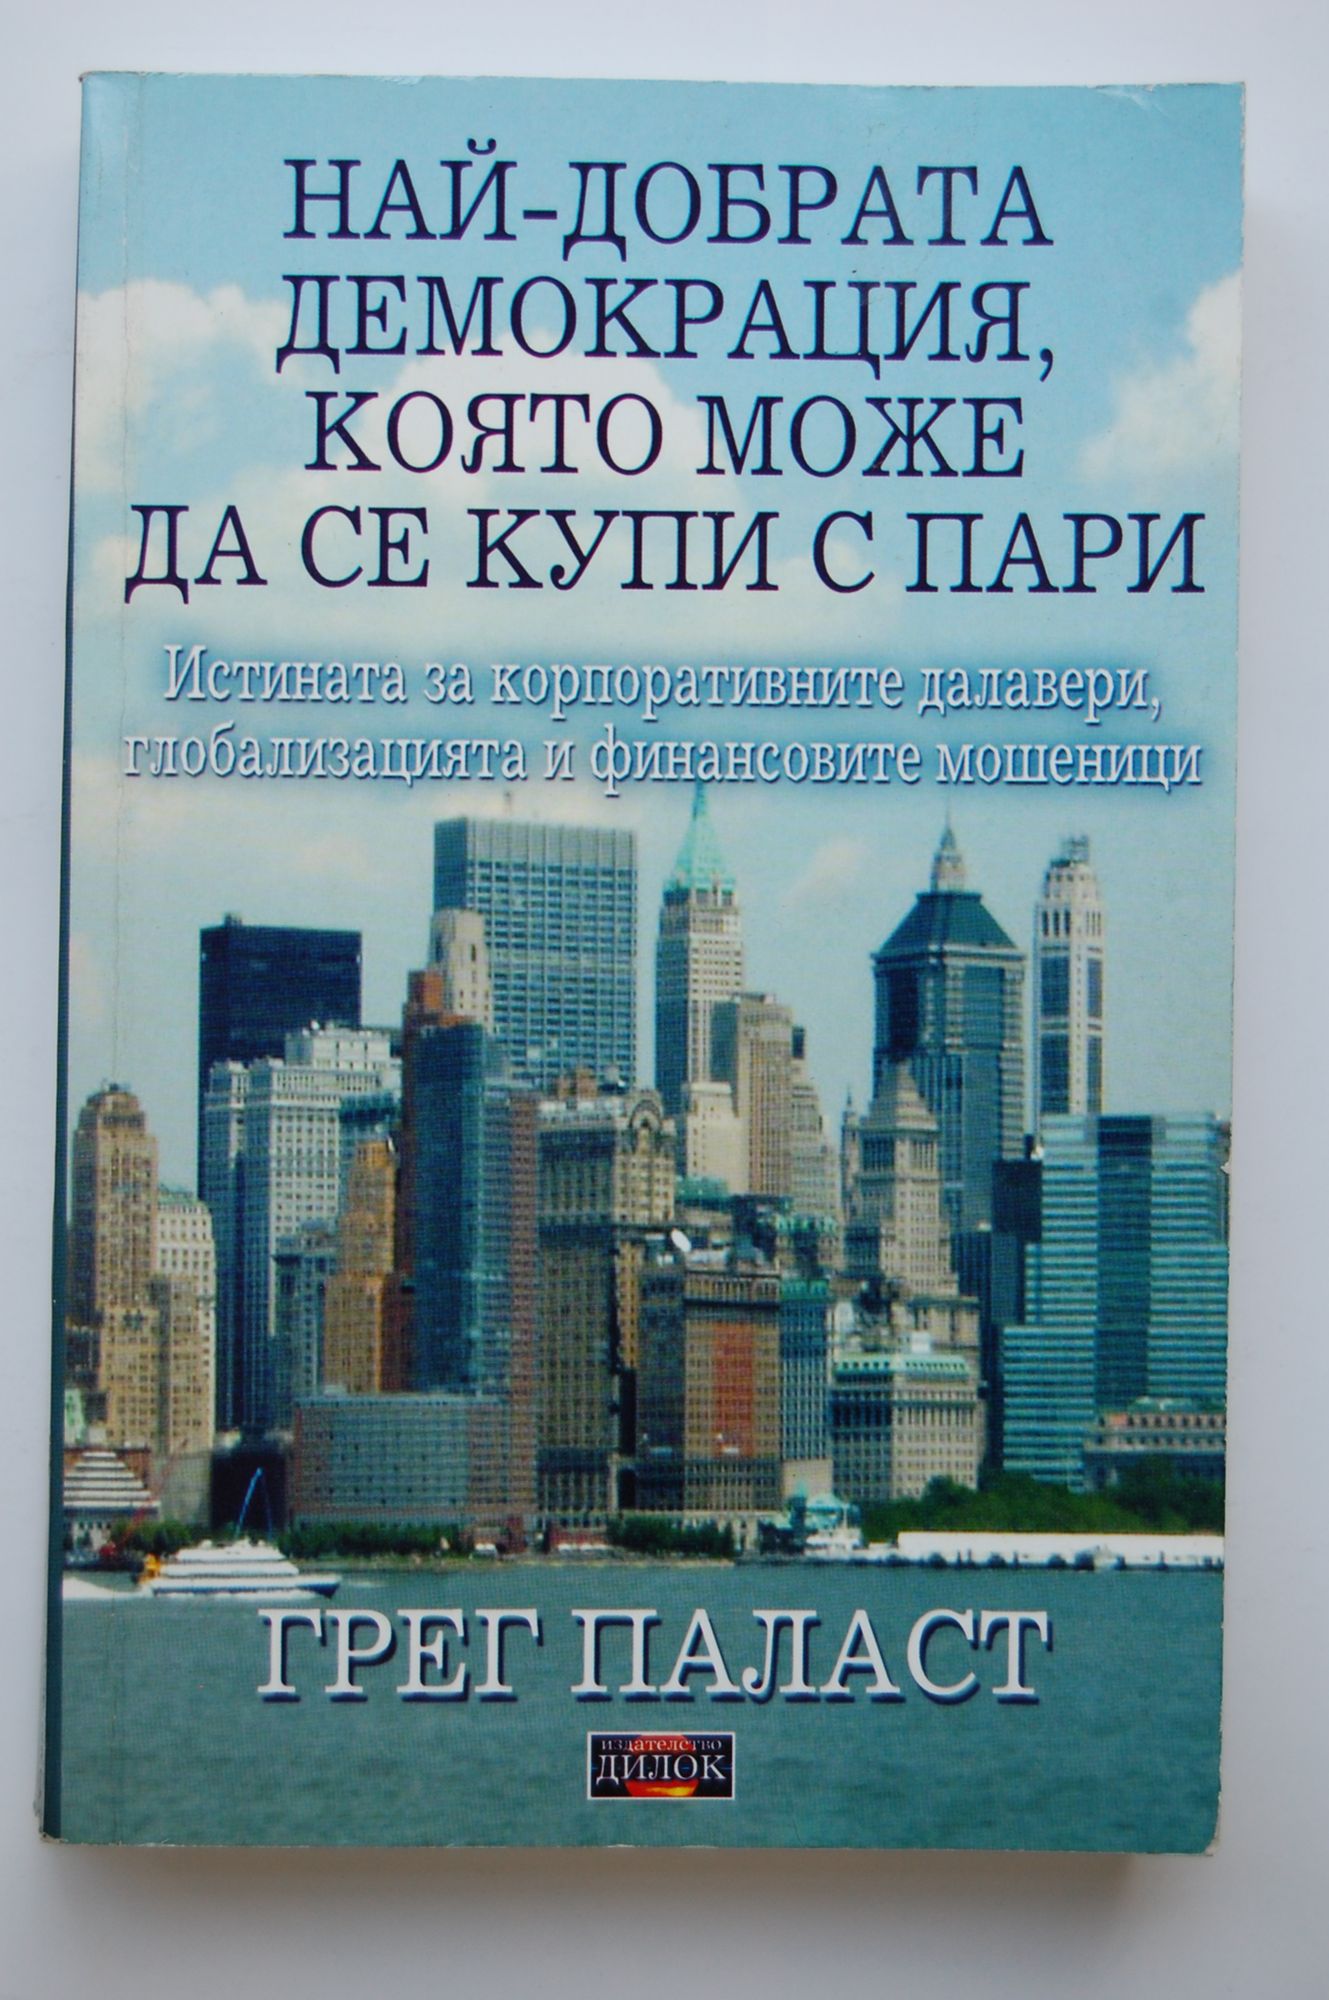 НАЙ-ДОБРАТА
ДЕМОКРАЦИЯ,
КОЯТО МОЖЕ
ДА СЕ КУПИ С ПАРИ
Истината за корпоративните далавери,
глобализацията и финансовите мошеници
ГРЕГ ПАЛАСТ
ИЗДАТЕЛСТВО
ДИЛОК